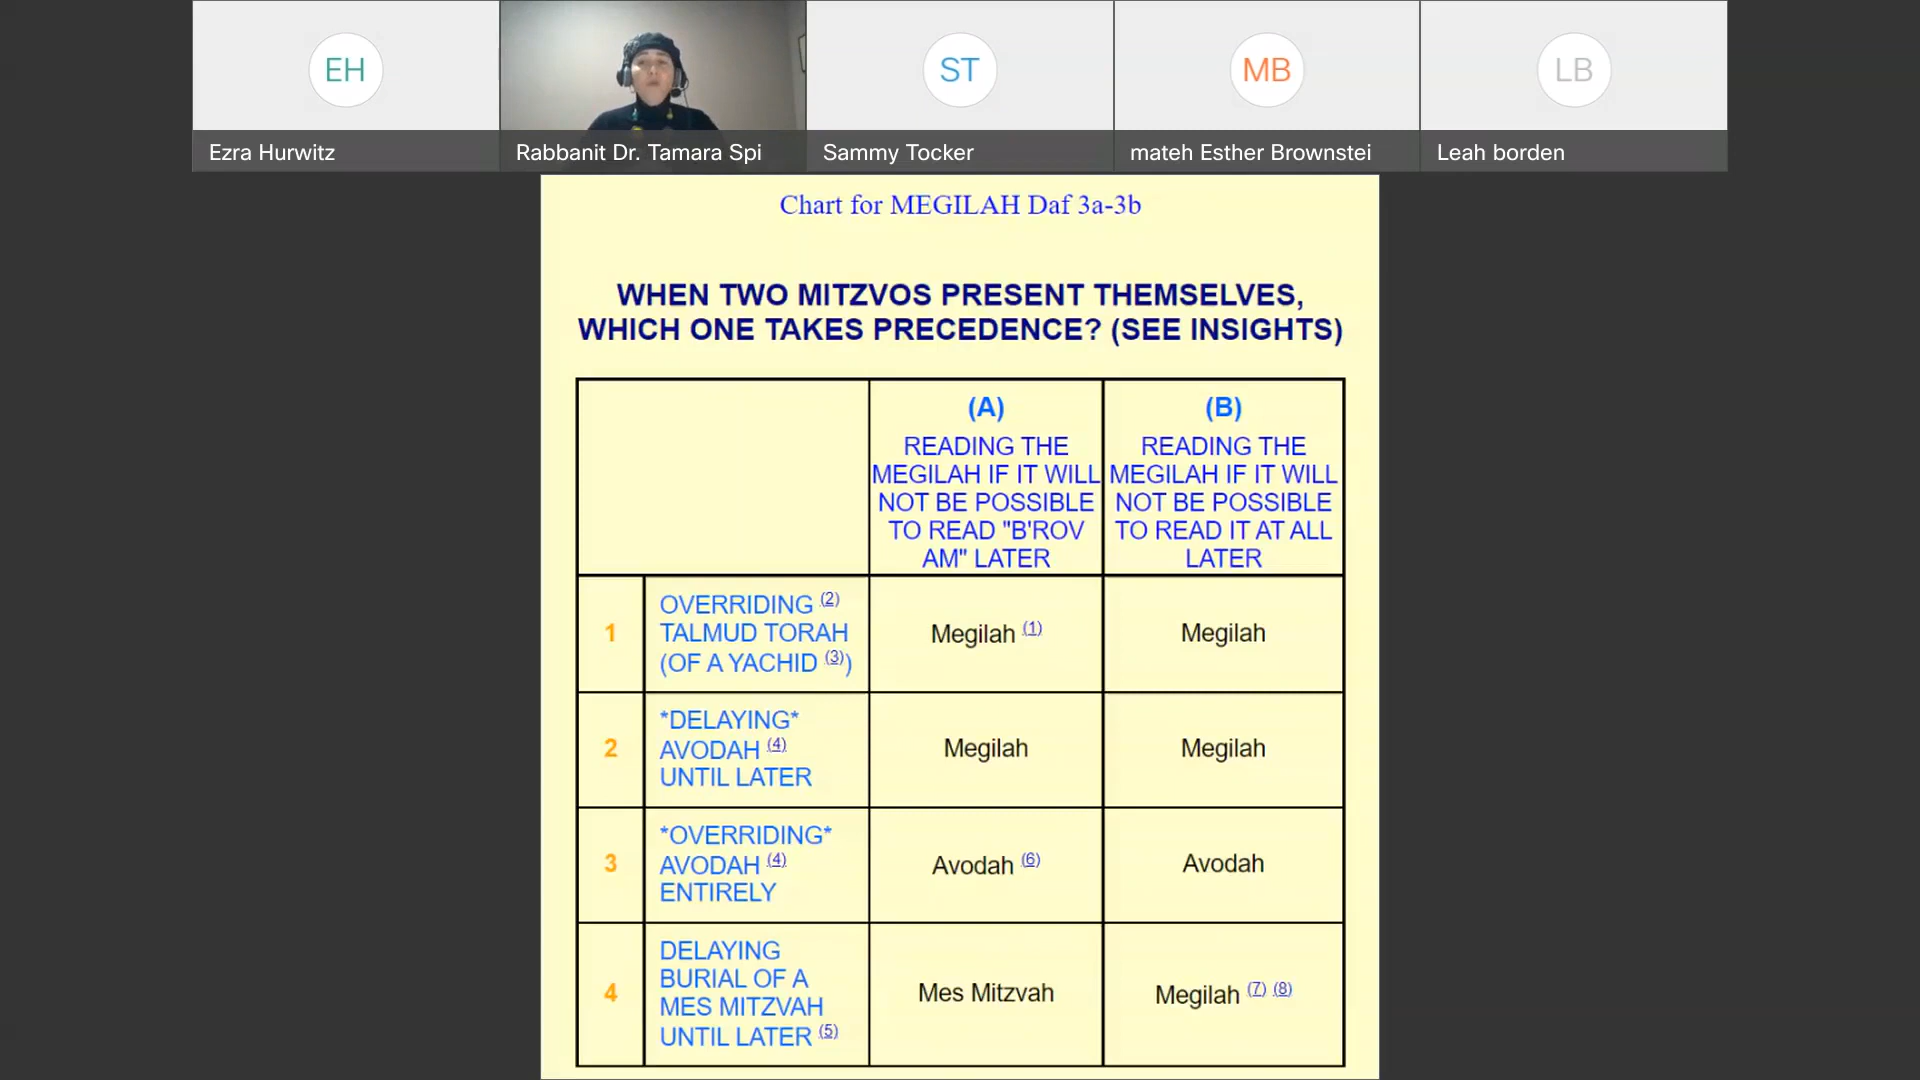 EH
ST
MB
LB
Ezra Hurwitz
Rabbanit Dr. Tamara Spi
Sammy Tocker
mateh Esther Brownstei
Leah borden
Chart for MEGILAH Daf 3a-3b
WHEN TWO MITZVOS PRESENT THEMSELVES,
WHICH ONE TAKES PRECEDENCE? (SEE INSIGHTS)
(A)
READING THE
MEGILAH IF IT WILL
NOT BE POSSIBLE
TO READ "B'ROV
AM" LATER
(B)
READING THE
MEGILAH IF IT WILL
NOT BE POSSIBLE
TO READ IT AT ALL
LATER
1
OVERRIDING (2)
TALMUD TORAH
(OF A YACHID (3))
Megilah (1)
Megilah
2
*DELAYING*
AVODAH (4)
UNTIL LATER
Megilah
Megilah
3
*OVERRIDING*
AVODAH (4)
ENTIRELY
Avodah (6)
Avodah
4
DELAYING
BURIAL OF A
MES MITZVAH
UNTIL LATER (5)
Mes Mitzvah
Megilah (7) (8)